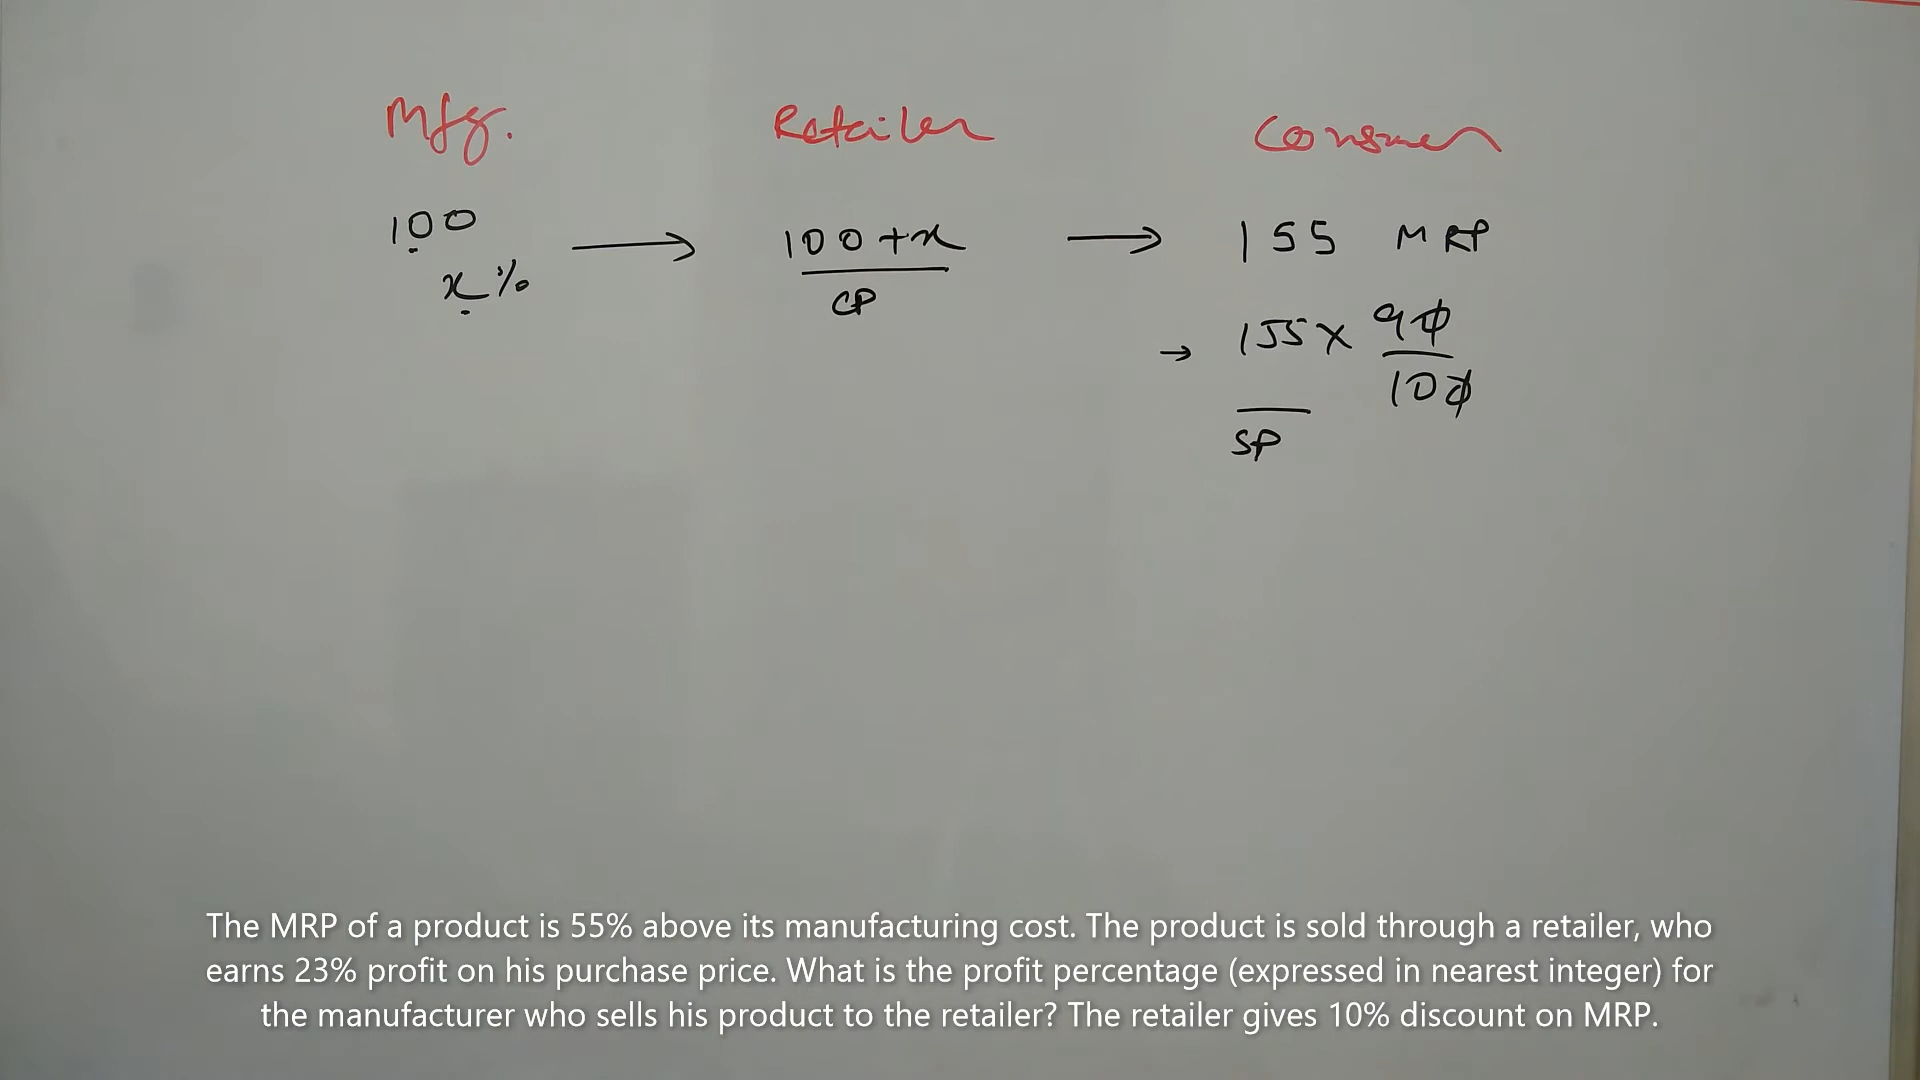 Mfg. Retailer Consumer
100 → 100+x → 155 MRP
x% CP
→ 155 x 90/100
SP
The MRP of a product is 55% above its manufacturing cost. The product is sold through a retailer, who
earns 23% profit on his purchase price. What is the profit percentage (expressed in nearest integer) for
the manufacturer who sells his product to the retailer? The retailer gives 10% discount on MRP.